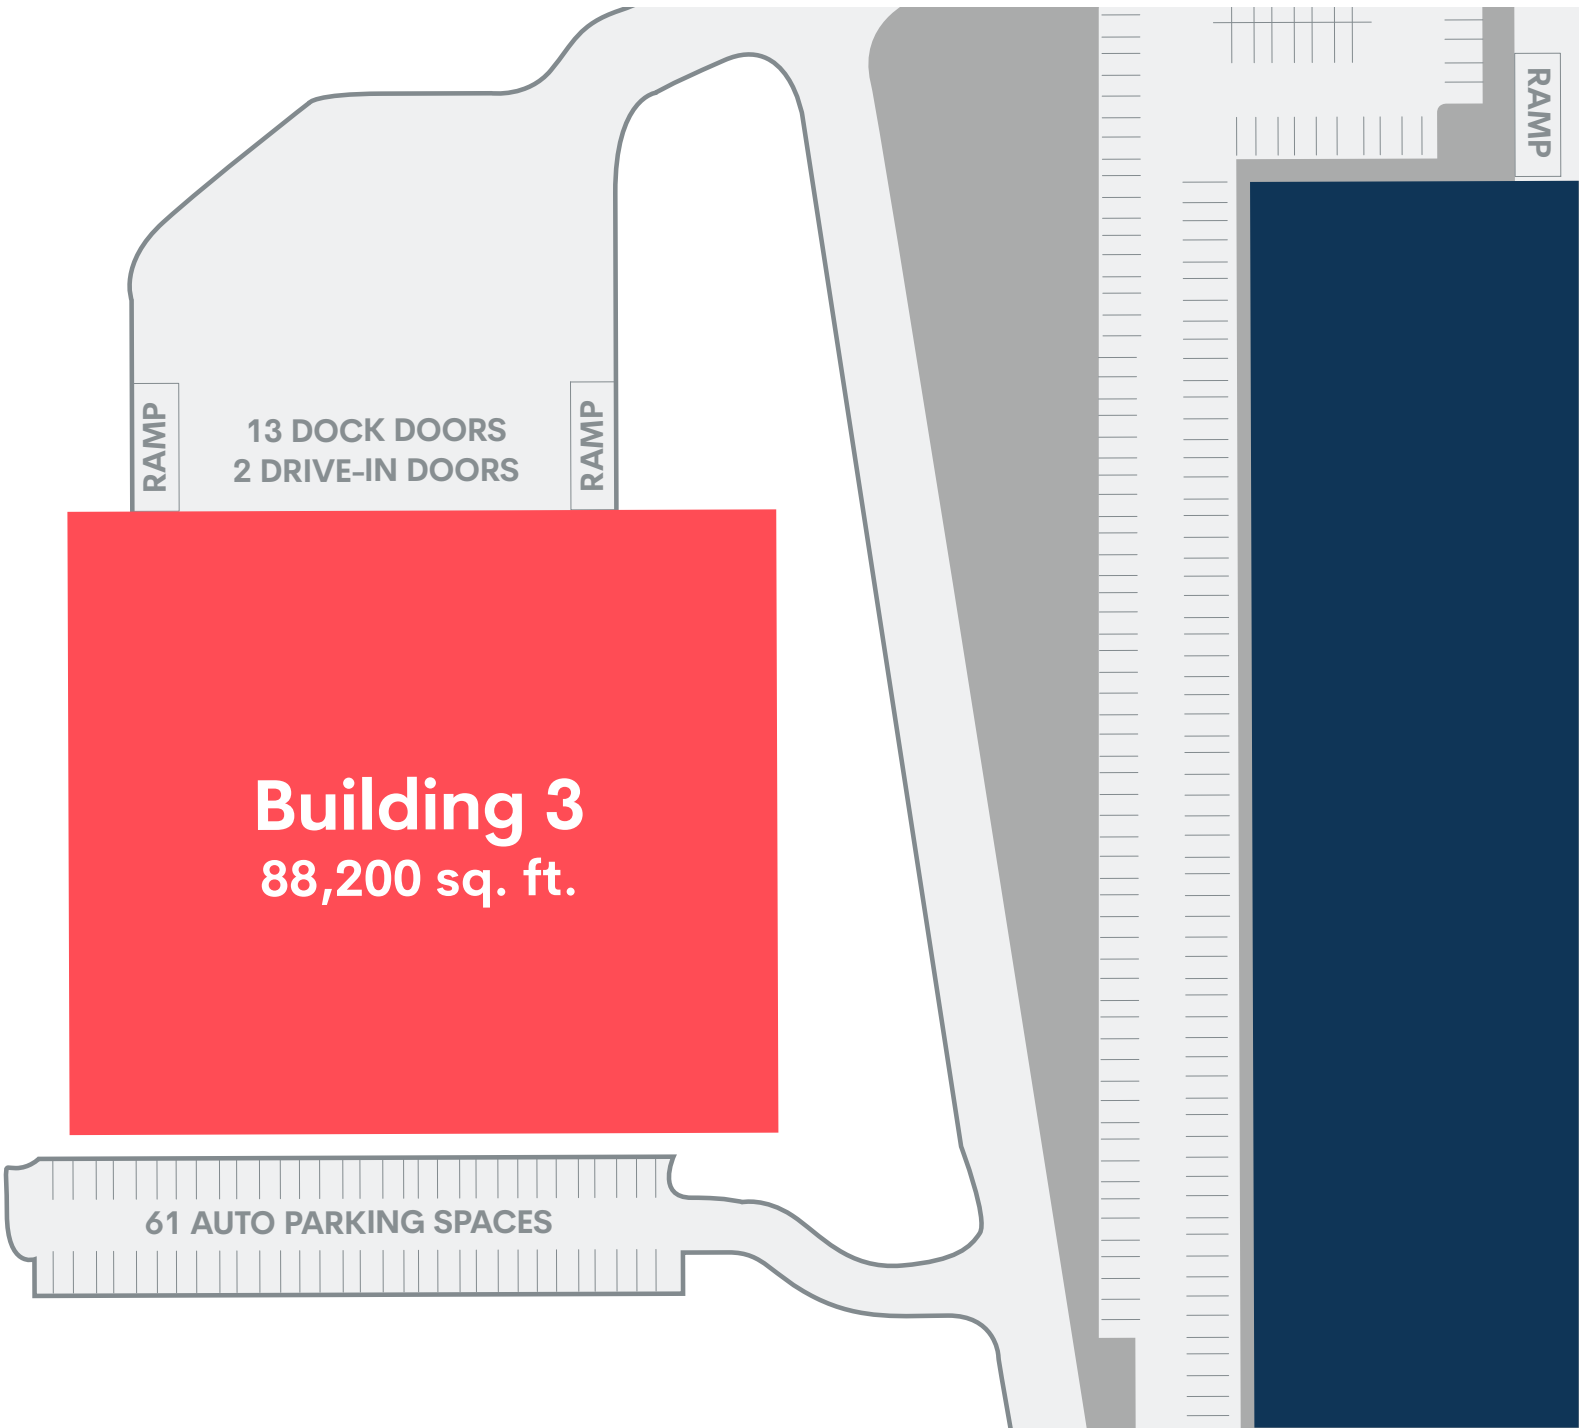 RAMP
RAMP
13 DOCK DOORS
2 DRIVE-IN DOORS
RAMP
Building 3
88,200 sq. ft.
61 AUTO PARKING SPACES